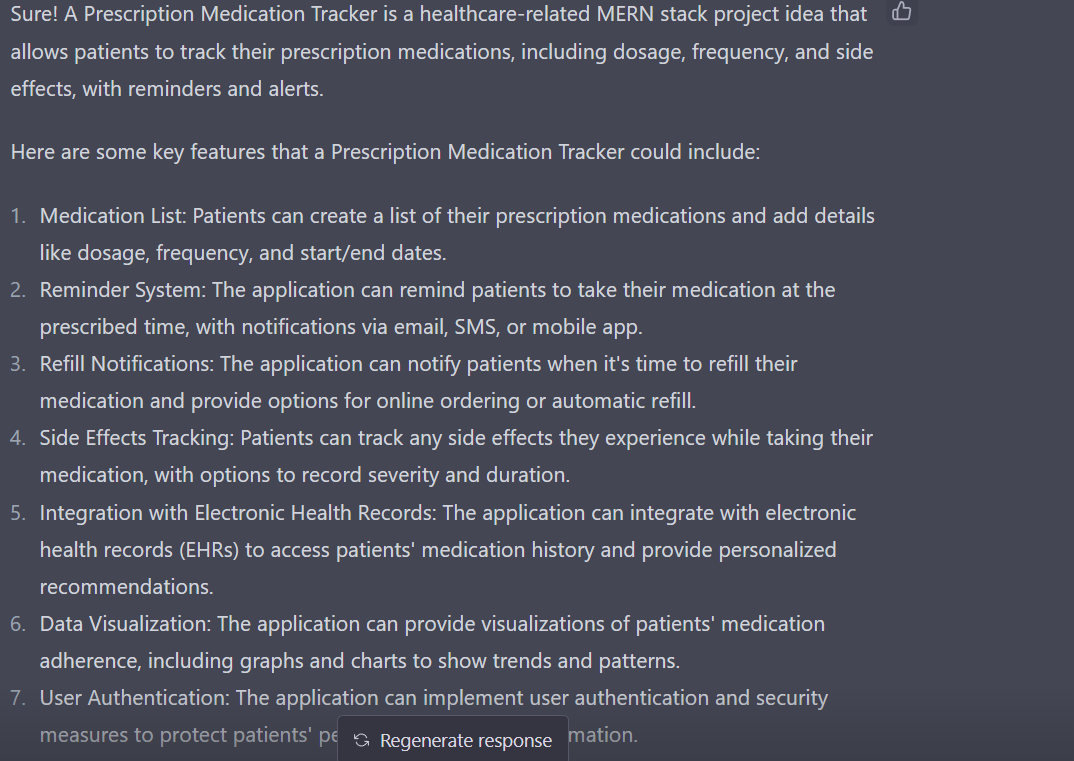 Sure! A Prescription Medication Tracker is a healthcare-related MERN stack project idea that
allows patients to track their prescription medications, including dosage, frequency, and side
effects, with reminders and alerts.
Here are some key features that a Prescription Medication Tracker could include:
1. Medication List: Patients can create a list of their prescription medications and add details
like dosage, frequency, and start/end dates.
2. Reminder System: The application can remind patients to take their medication at the
prescribed time, with notifications via email, SMS, or mobile app.
3. Refill Notifications: The application can notify patients when it's time to refill their
medication and provide options for online ordering or automatic refill.
4. Side Effects Tracking: Patients can track any side effects they experience while taking their
medication, with options to record severity and duration.
5. Integration with Electronic Health Records: The application can integrate with electronic
health records (EHRs) to access patients' medication history and provide personalized
recommendations.
6. Data Visualization: The application can provide visualizations of patients' medication
adherence, including graphs and charts to show trends and patterns.
7. User Authentication: The application can implement user authentication and security
measures to protect patients' pe mation.
Regenerate response